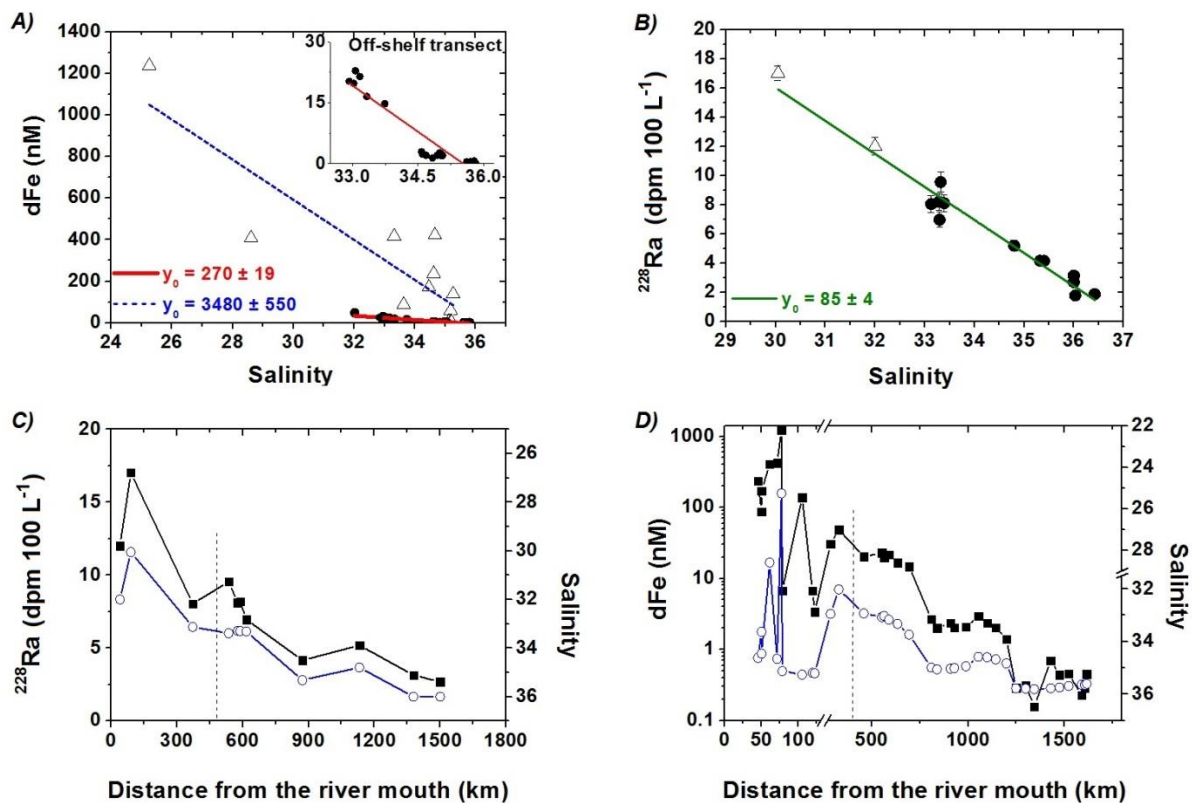 A)
1400
1200
1000
800
600
400
200
0
dFe (nM)
24 26 28 30 32 34 36
Salinity
30
15
0
Off-shelf transect
33.0 34.5 36.0
y₀ = 270 ± 19
y₀ = 3480 ± 550
B)
20
18
16
14
12
10
8
6
4
2
0
²²⁸Ra (dpm 100 L⁻¹)
29 30 31 32 33 34 35 36 37
Salinity
y₀ = 85 ± 4
C)
20
15
10
5
0
²²⁸Ra (dpm 100 L⁻¹)
26
28
30
32
34
36
Salinity
0 300 600 900 1200 1500 1800
Distance from the river mouth (km)
D)
1000
100
10
1
0.1
dFe (nM)
22
24
26
28
32
34
36
Salinity
50 100 500 1000 1500
Distance from the river mouth (km)